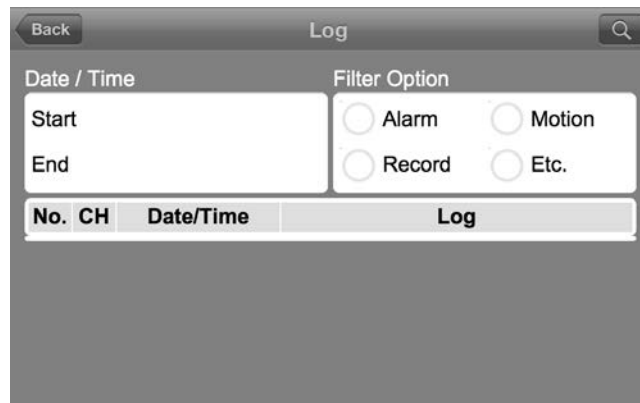 Back Log
Date / Time Filter Option
Start Alarm Motion
End Record Etc.
No. CH Date/Time Log